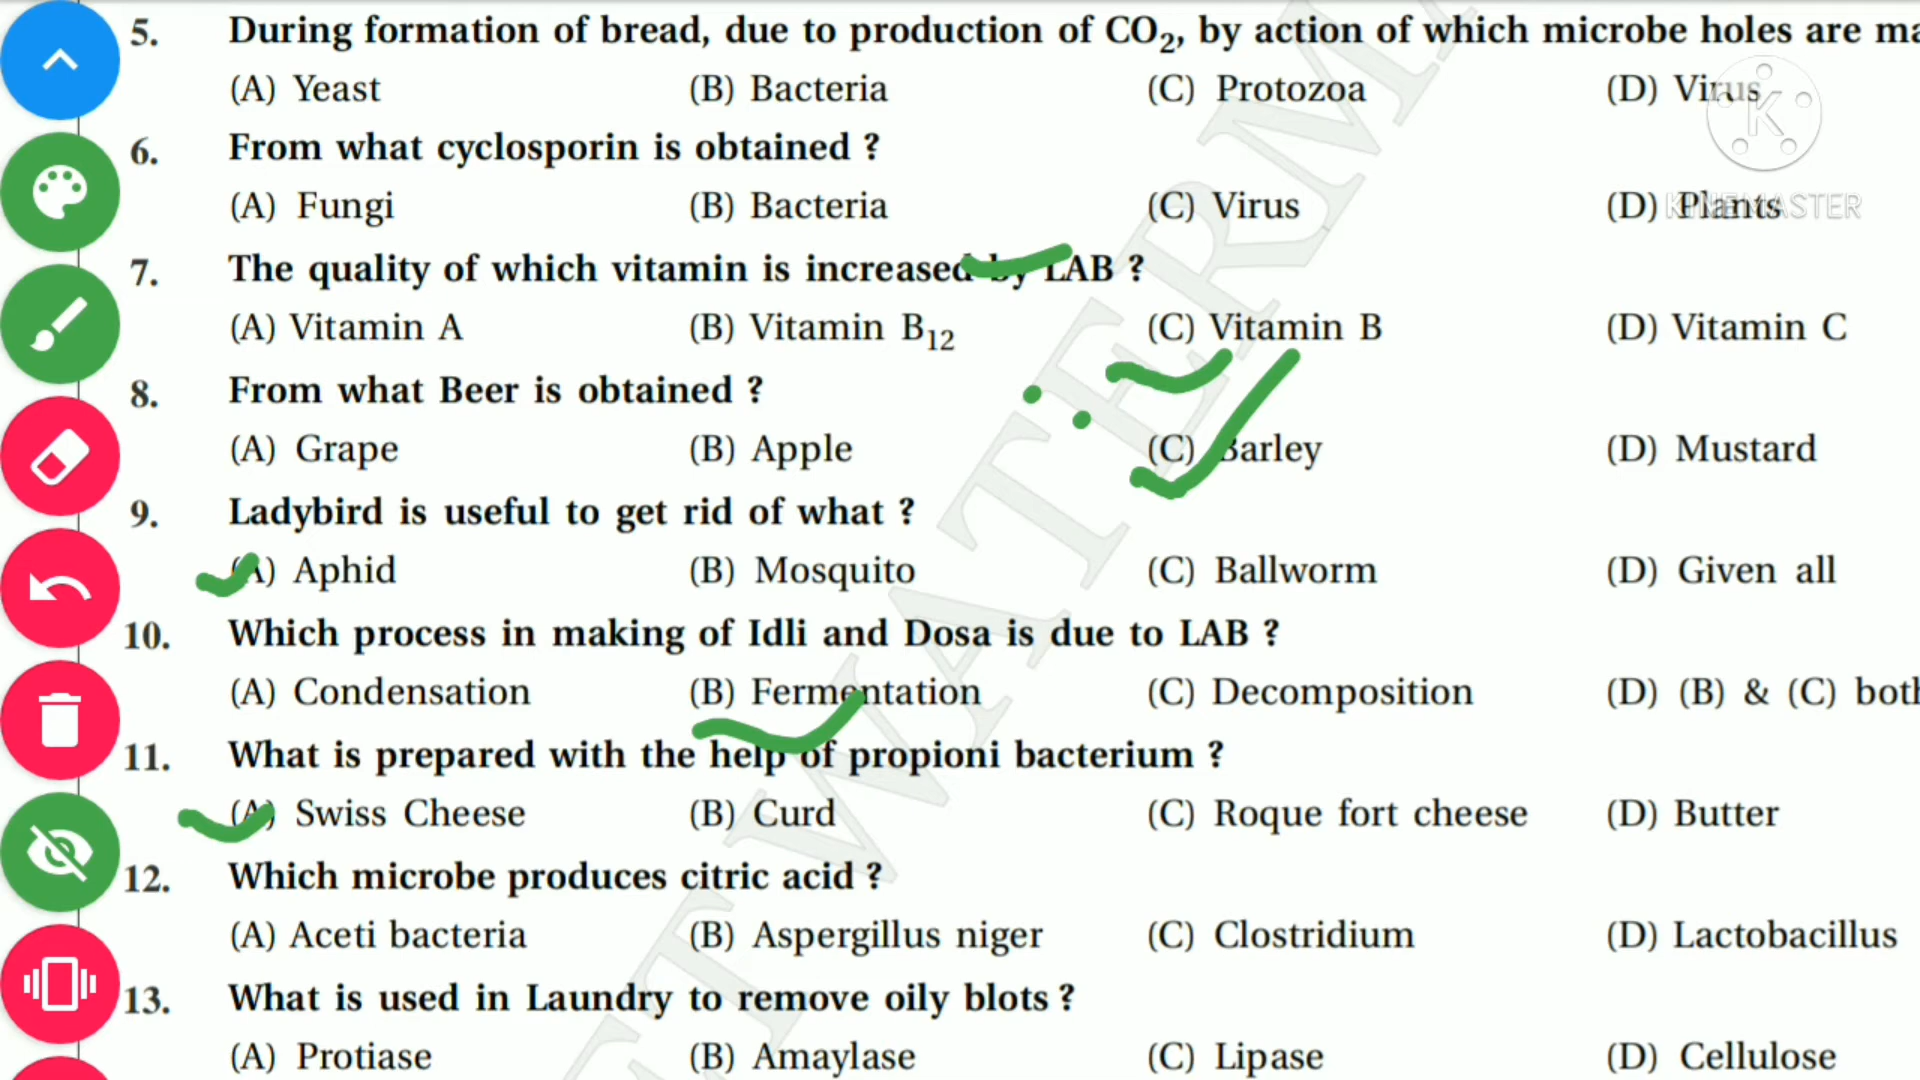 5. During formation of bread, due to production of CO₂, by action of which microbe holes are ma
(A) Yeast (B) Bacteria (C) Protozoa (D) Virus
6. From what cyclosporin is obtained ?
(A) Fungi (B) Bacteria (C) Virus (D) Plants
KINEMASTER
7. The quality of which vitamin is increased by LAB ?
(A) Vitamin A (B) Vitamin B₁₂ (C) Vitamin B (D) Vitamin C
8. From what Beer is obtained ?
(A) Grape (B) Apple (C) Barley (D) Mustard
9. Ladybird is useful to get rid of what ?
(A) Aphid (B) Mosquito (C) Ballworm (D) Given all
10. Which process in making of Idli and Dosa is due to LAB ?
(A) Condensation (B) Fermentation (C) Decomposition (D) (B) & (C) both
11. What is prepared with the help of propioni bacterium ?
(A) Swiss Cheese (B) Curd (C) Roque fort cheese (D) Butter
12. Which microbe produces citric acid ?
(A) Aceti bacteria (B) Aspergillus niger (C) Clostridium (D) Lactobacillus
13. What is used in Laundry to remove oily blots ?
(A) Protiase (B) Amaylase (C) Lipase (D) Cellulose